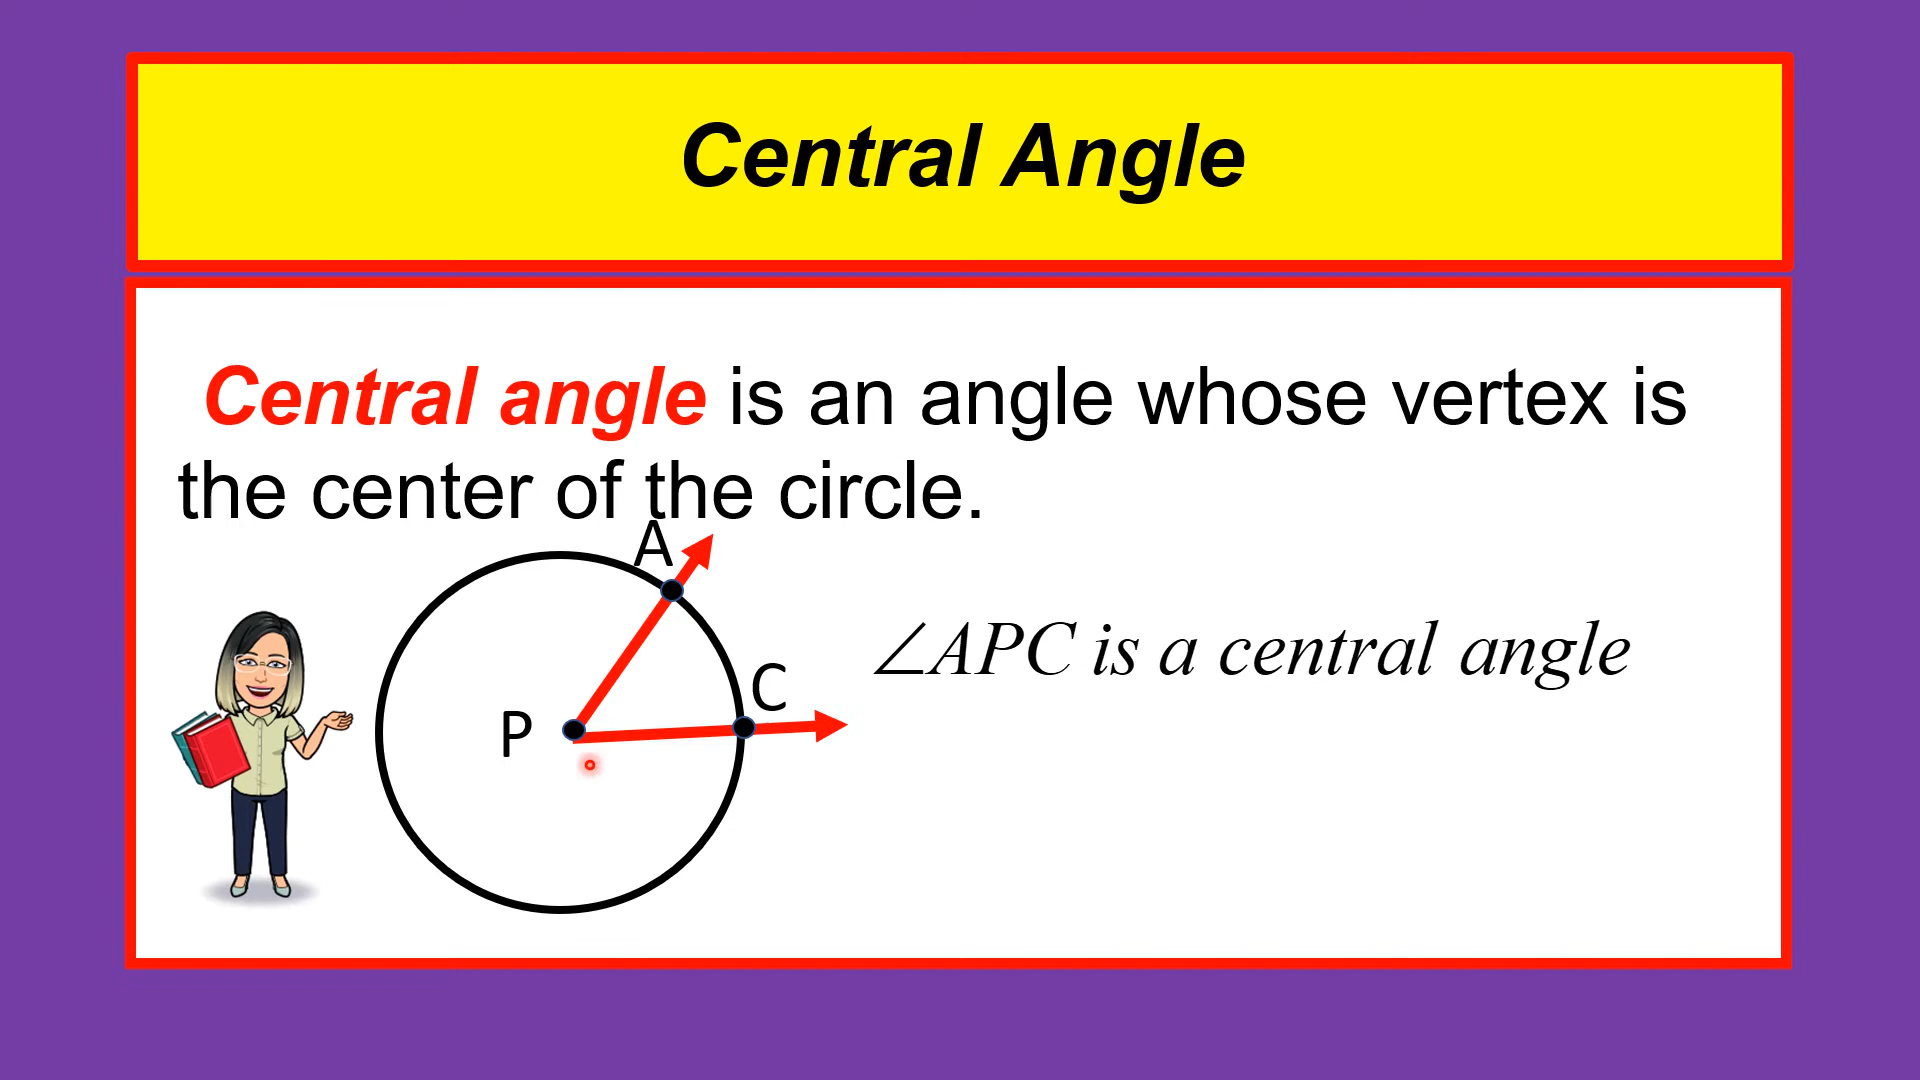 Central Angle
Central angle is an angle whose vertex is
the center of the circle.
A
C
∠APC is a central angle
P